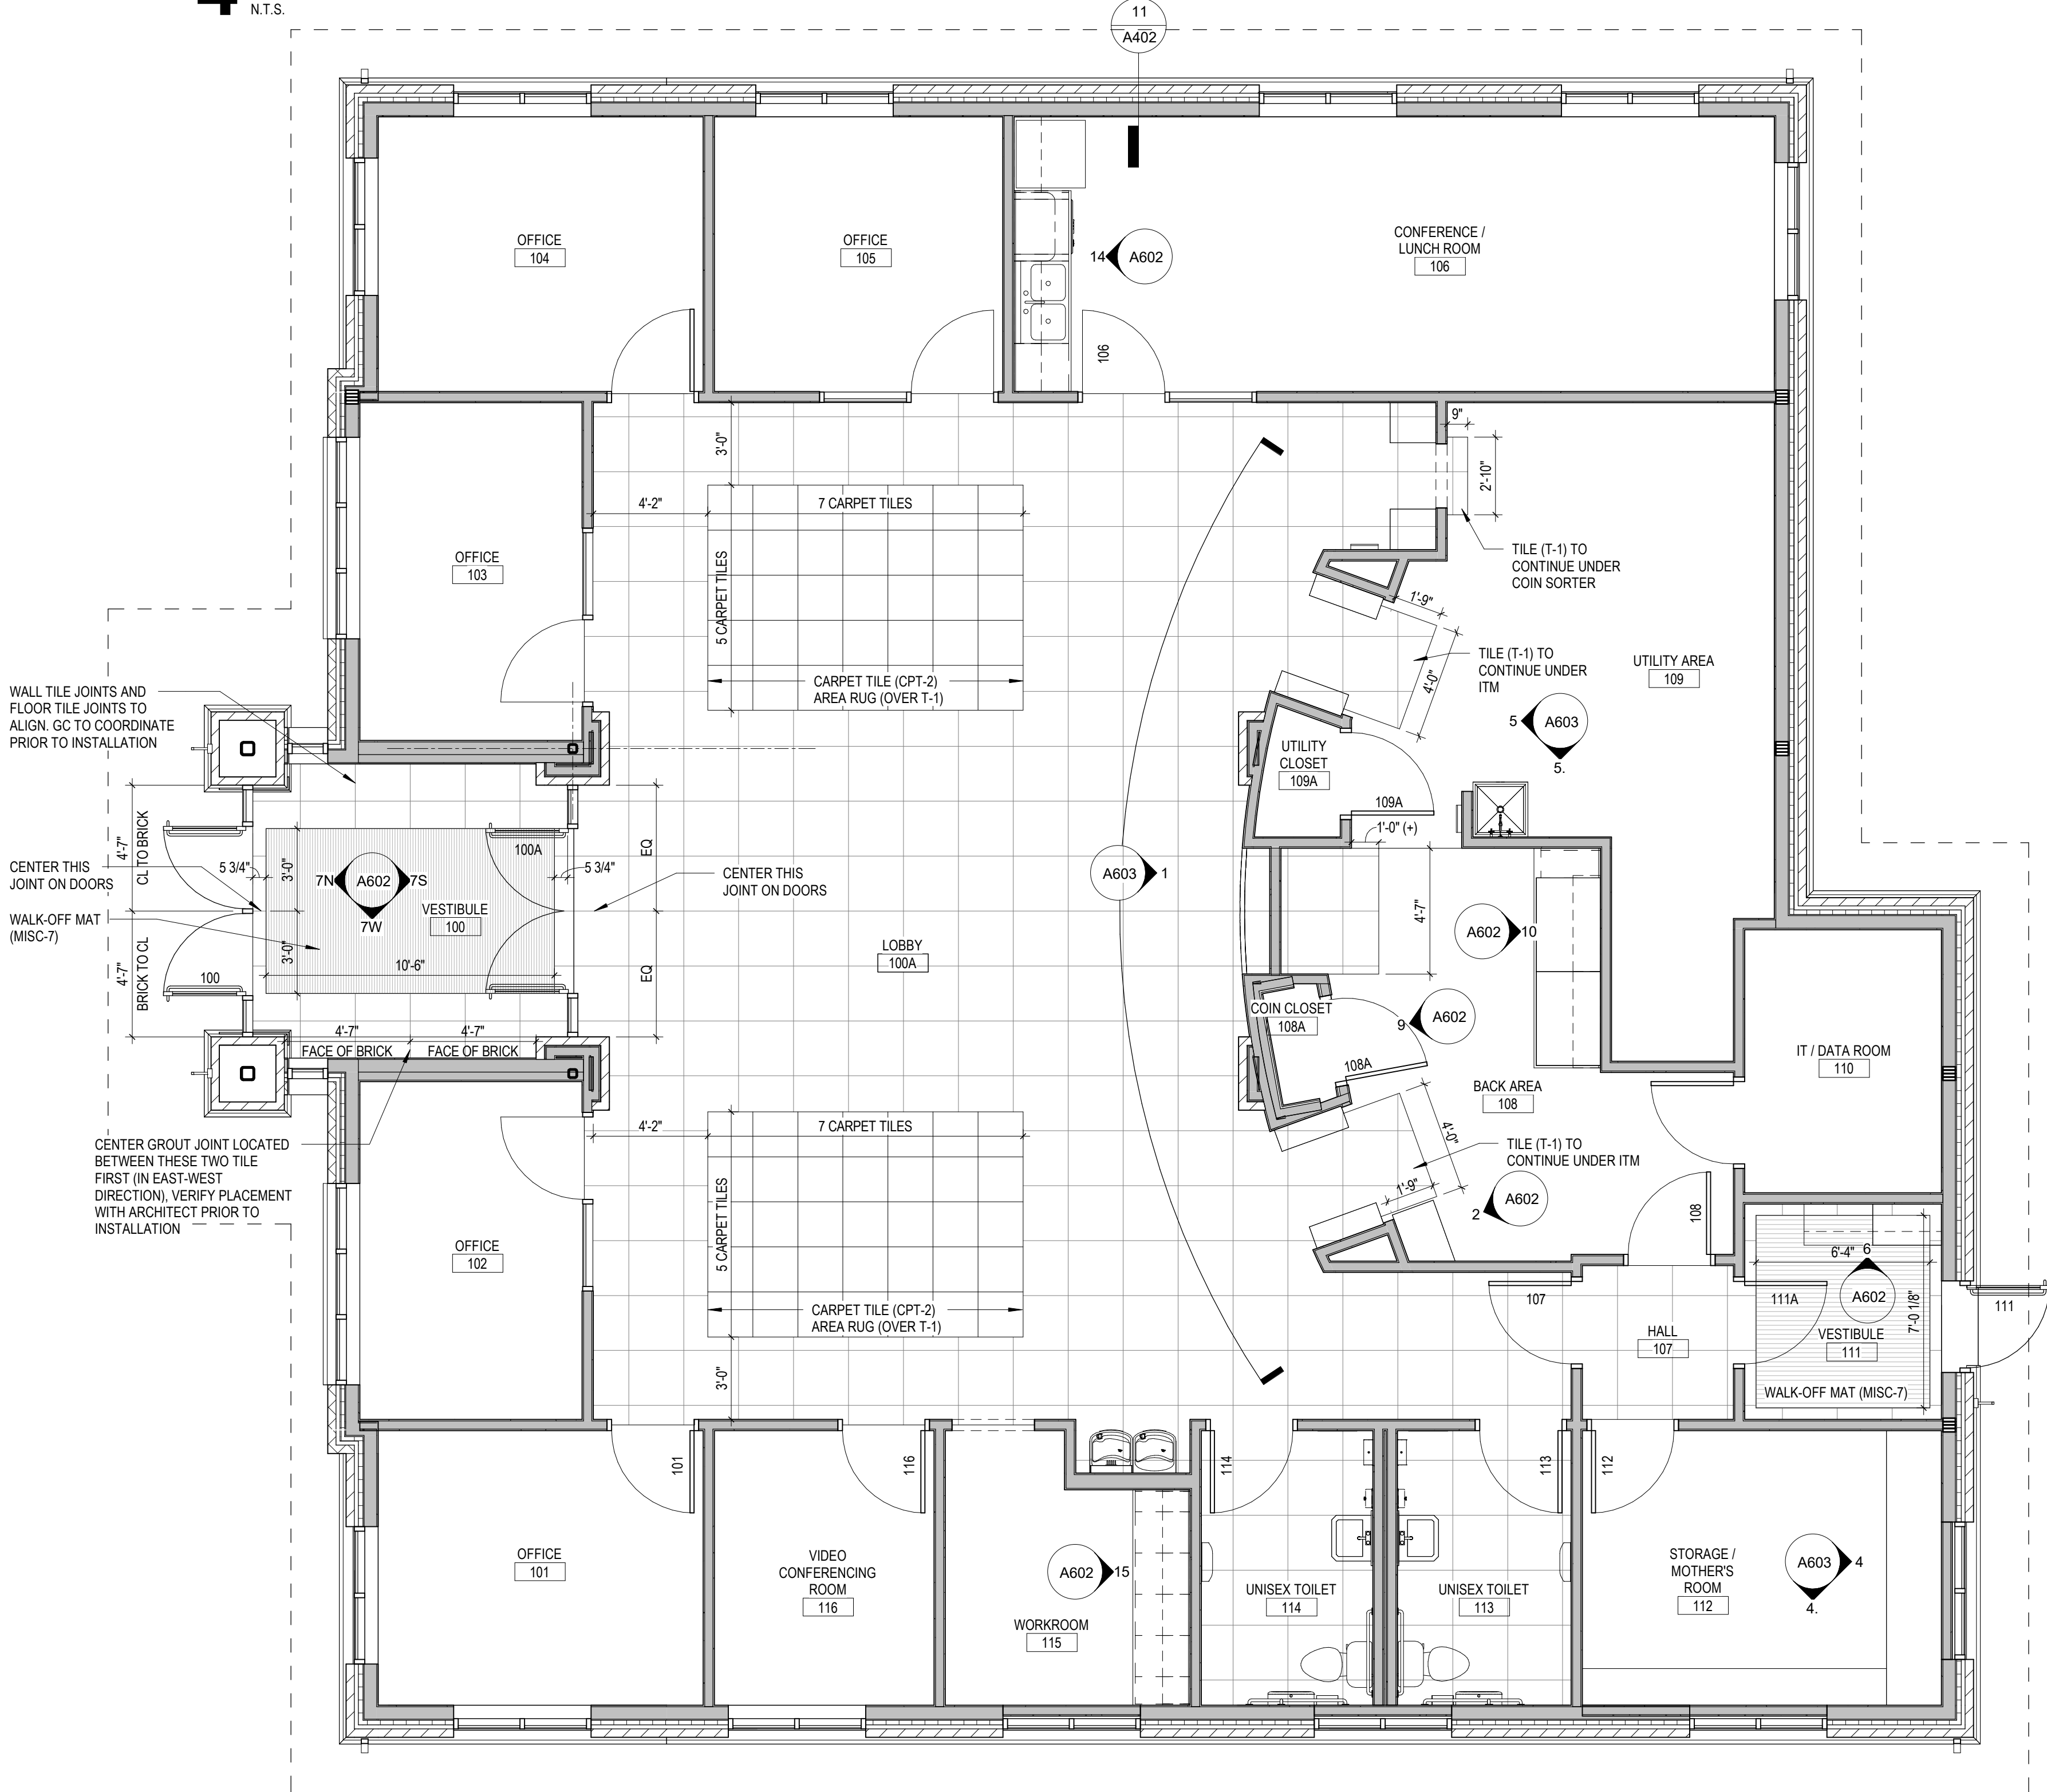 4
N.T.S.
11
A402
OFFICE
104
OFFICE
105
CONFERENCE /
LUNCH ROOM
106
14
A602
106
3'-0"
4'-2"
7 CARPET TILES
5 CARPET TILES
CARPET TILE (CPT-2)
AREA RUG (OVER T-1)
9"
2'-10"
TILE (T-1) TO
CONTINUE UNDER
COIN SORTER
OFFICE
103
1'-9"
4'-0"
TILE (T-1) TO
CONTINUE UNDER
ITM
UTILITY AREA
109
5
A603
5.
WALL TILE JOINTS AND
FLOOR TILE JOINTS TO
ALIGN. GC TO COORDINATE
PRIOR TO INSTALLATION
UTILITY
CLOSET
109A
109A
1'-0" (+)
4'-7"
CL TO BRICK
CENTER THIS
JOINT ON DOORS
5 3/4"
3'-0"
100A
5 3/4"
EQ
CENTER THIS
JOINT ON DOORS
7N
A602
7S
7W
VESTIBULE
100
WALK-OFF MAT
(MISC-7)
3'-0"
10'-6"
4'-7"
BRICK TO CL
100
EQ
LOBBY
100A
A603
1
4'-7"
A602
10
COIN CLOSET
108A
9
A602
108A
4'-7"
4'-7"
FACE OF BRICK
FACE OF BRICK
IT / DATA ROOM
110
BACK AREA
108
CENTER GROUT JOINT LOCATED
BETWEEN THESE TWO TILE
FIRST (IN EAST-WEST
DIRECTION), VERIFY PLACEMENT
WITH ARCHITECT PRIOR TO
INSTALLATION
4'-2"
7 CARPET TILES
5 CARPET TILES
CARPET TILE (CPT-2)
AREA RUG (OVER T-1)
3'-0"
4'-0"
1'-9"
TILE (T-1) TO
CONTINUE UNDER ITM
2
A602
108
OFFICE
102
6'-4"
6
A602
7'-0 1/8"
107
111A
111
HALL
107
VESTIBULE
111
WALK-OFF MAT (MISC-7)
101
116
114
113
112
OFFICE
101
VIDEO
CONFERENCING
ROOM
116
A602
15
WORKROOM
115
UNISEX TOILET
114
UNISEX TOILET
113
STORAGE /
MOTHER'S
ROOM
112
A603
4
4.